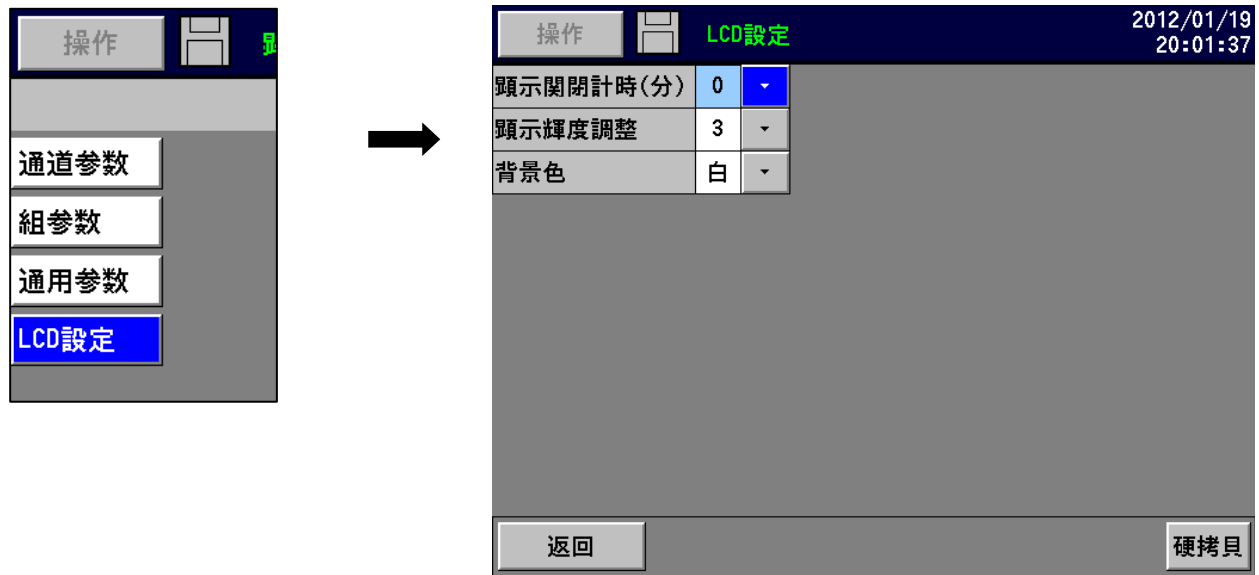 操作
通道参数
組参数
通用参数
LCD設定
操作 LCD設定 2012/01/19
20:01:37
顕示関閉計時(分) 0
顕示輝度調整 3
背景色 白
返回 硬拷貝